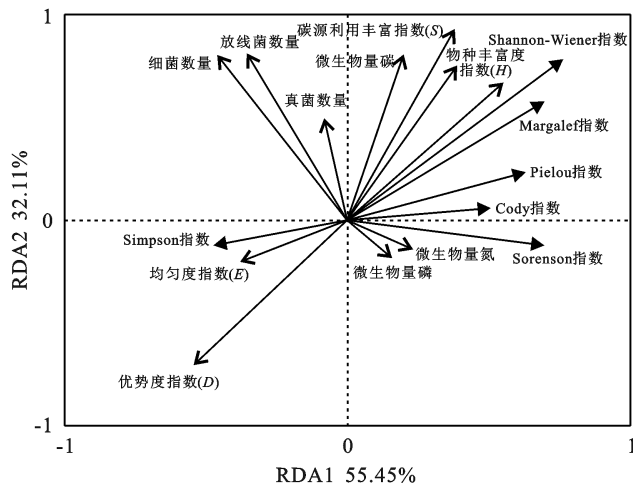 1
碳源利用丰富指数(S)
放线菌数量
Shannon-Wiener指数
细菌数量
微生物量碳
物种丰富度
指数(H)
真菌数量
Margalef指数
Pielou指数
Cody指数
0
Simpson指数
微生物量氮
Sorenson指数
均匀度指数(E)
微生物量磷
优势度指数(D)
-1
-1
0
1
RDA1 55.45%
RDA2 32.11%